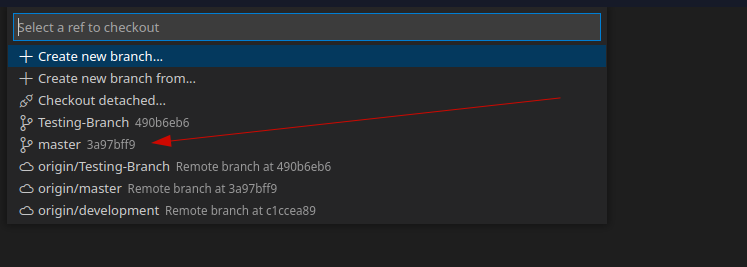 Select a ref to checkout
Create new branch...
Create new branch from...
Checkout detached...
Testing-Branch 490b6eb6
master 3a97bff9
origin/Testing-Branch Remote branch at 490b6eb6
origin/master Remote branch at 3a97bff9
origin/development Remote branch at c1ccea89